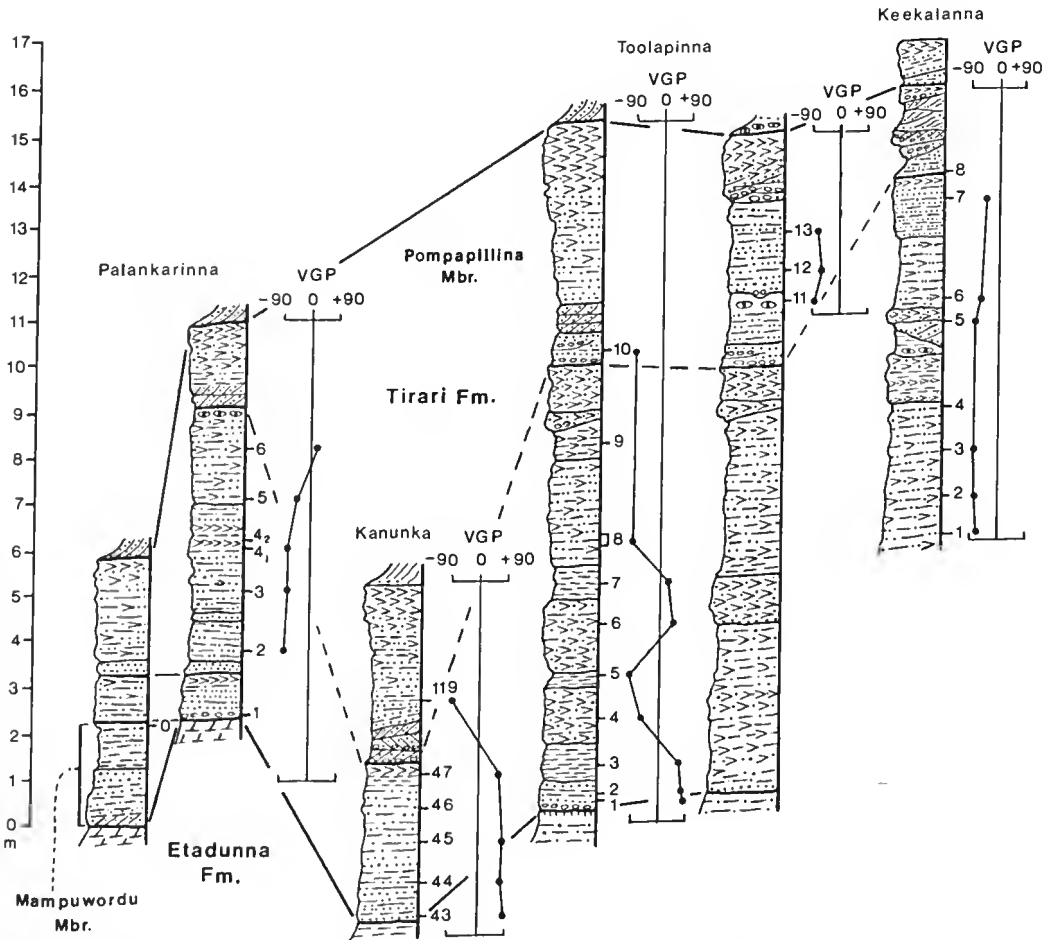 Keekalanna
17
16
15
14
13
12
11
10
9
8
7
6
5
4
3
2
1
0
m
Toolapinna
VGP
-90 0 +90
VGP
-90 0 +90
VGP
-90 0 +90
Palankarinna
VGP
-90 0 +90
Pompapillina
Mbr.
Tirari Fm.
Kanunka
VGP
-90 0 +90
Etadunna
Fm.
Mampuwordu
Mbr.
0
6
5
4₂
4₁
3
2
1
119
47
46
45
44
43
10
9
8
7
6
5
4
3
2
1
13
12
11
8
7
6
5
4
3
2
1